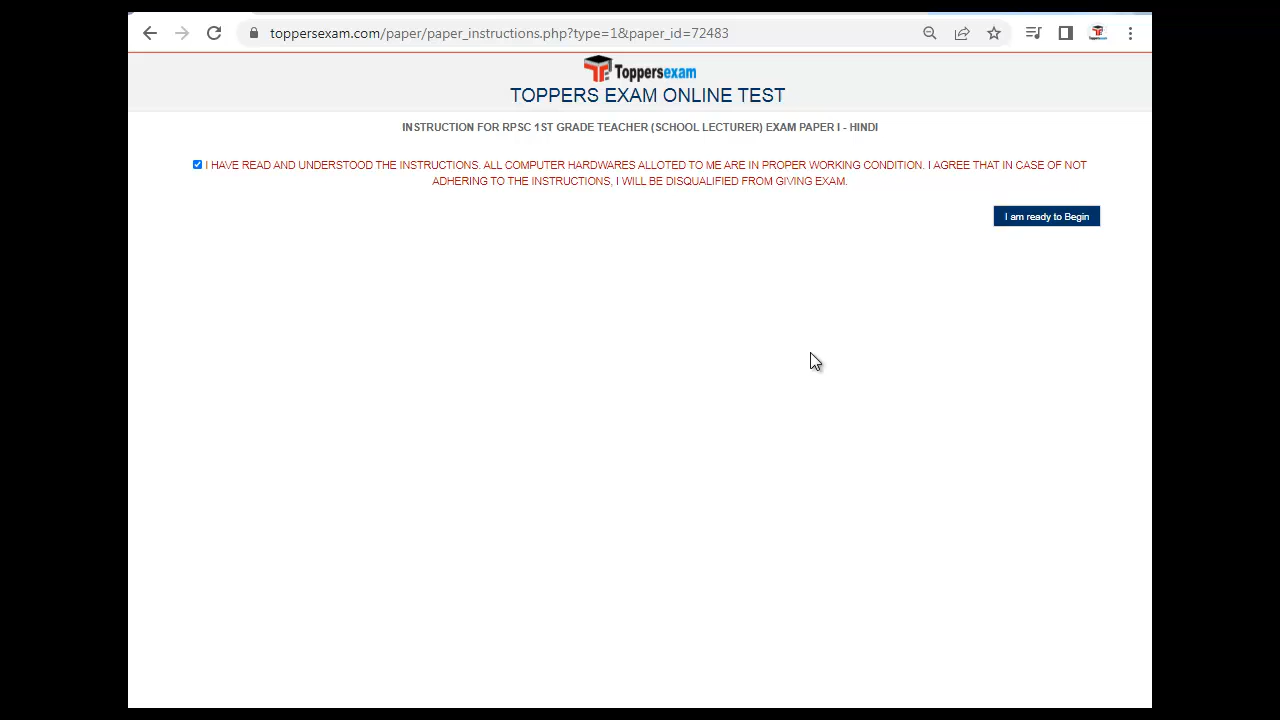 toppersexam.com/paper/paper_instructions.php?type=1&paper_id=72483
Toppersexam
TOPPERS EXAM ONLINE TEST
INSTRUCTION FOR RPSC 1ST GRADE TEACHER (SCHOOL LECTURER) EXAM PAPER I - HINDI
I HAVE READ AND UNDERSTOOD THE INSTRUCTIONS. ALL COMPUTER HARDWARES ALLOTED TO ME ARE IN PROPER WORKING CONDITION. I AGREE THAT IN CASE OF NOT
ADHERING TO THE INSTRUCTIONS, I WILL BE DISQUALIFIED FROM GIVING EXAM.
I am ready to Begin